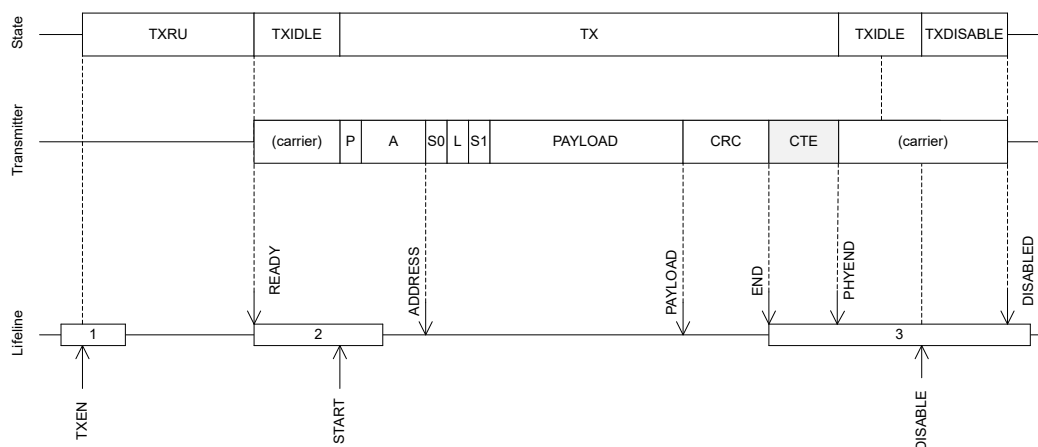 State
TXRU
TXIDLE
TX
TXIDLE
TXDISABLE
Transmitter
(carrier)
P
A
S0
L
S1
PAYLOAD
CRC
CTE
(carrier)
READY
ADDRESS
PAYLOAD
END
PHYEND
DISABLED
Lifeline
1
2
3
TXEN
START
DISABLE